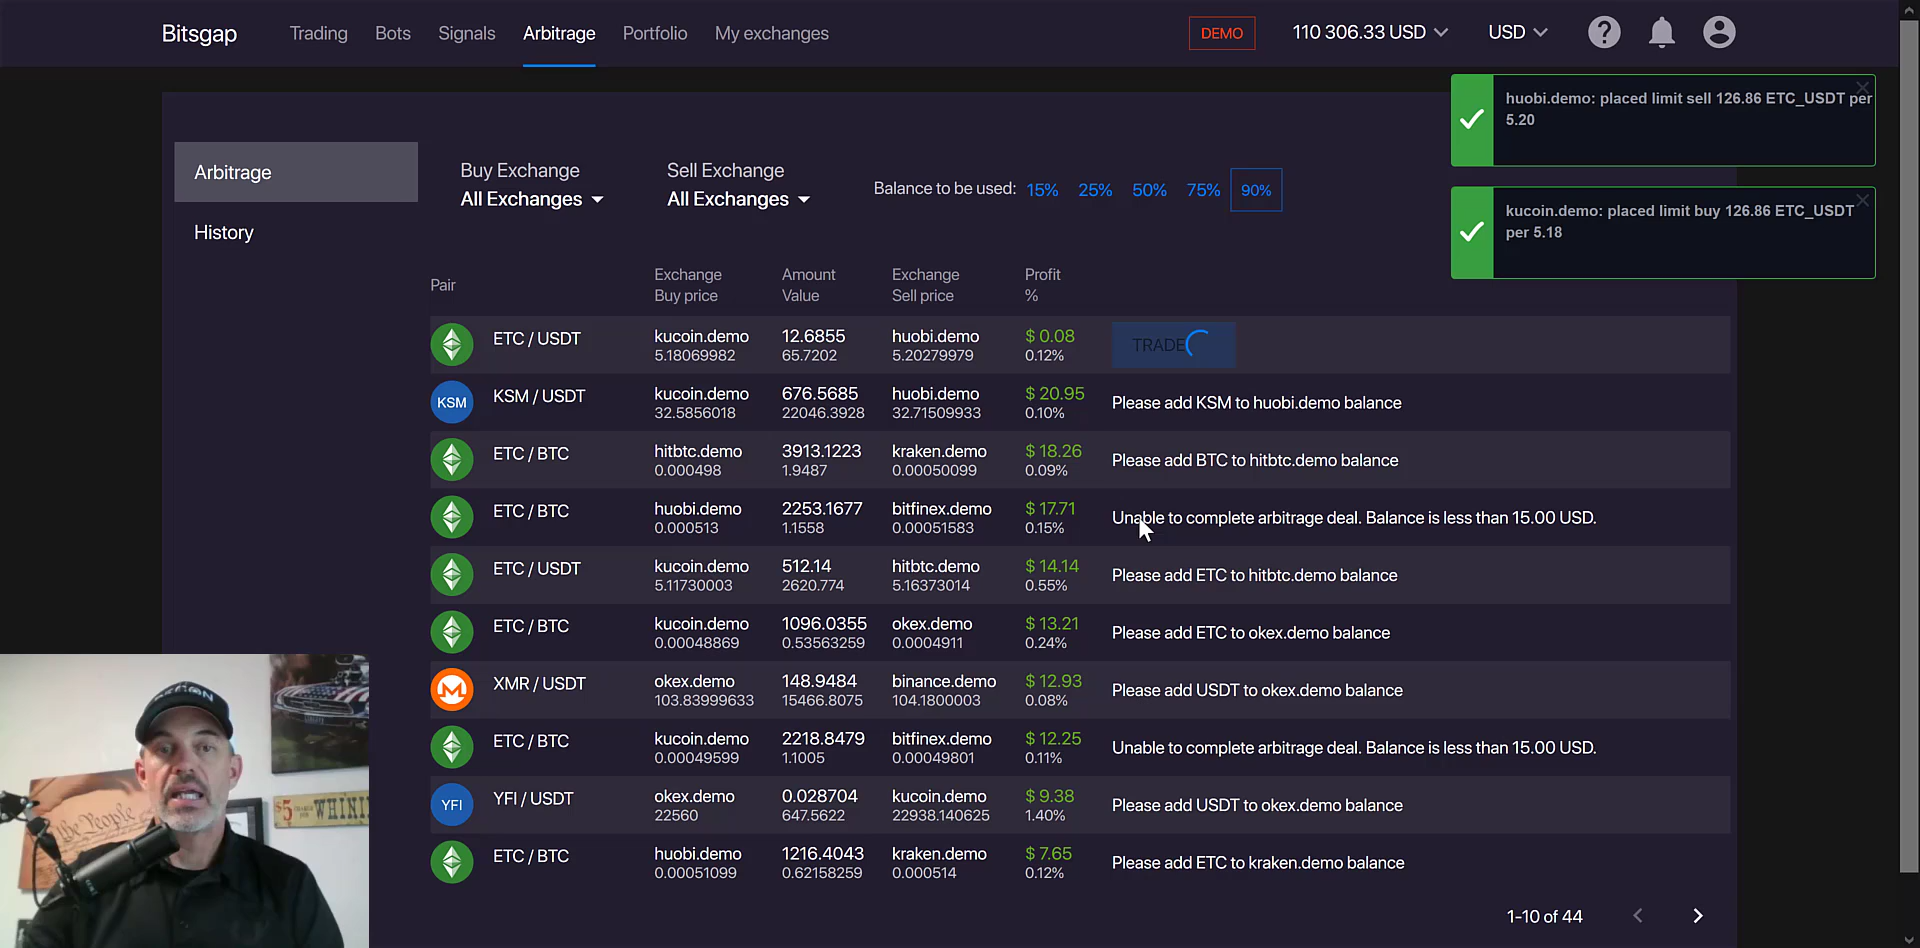 Bitsgap Trading Bots Signals Arbitrage Portfolio My exchanges DEMO 110 306.33 USD USD ?
huobi.demo: placed limit sell 126.86 ETC_USDT per
5.20
kucoin.demo: placed limit buy 126.86 ETC_USDT
per 5.18
Arbitrage
History
Buy Exchange
All Exchanges
Sell Exchange
All Exchanges
Balance to be used: 15% 25% 50% 75% 90%
Pair
Exchange
Buy price
Amount
Value
Exchange
Sell price
Profit
%
ETC / USDT
kucoin.demo
5.18069982
12.6855
65.7202
huobi.demo
5.20279979
$ 0.08
0.12%
TRADE
KSM
KSM / USDT
kucoin.demo
32.5856018
676.5685
22046.3928
huobi.demo
32.71509933
$ 20.95
0.10%
Please add KSM to huobi.demo balance
ETC / BTC
hitbtc.demo
0.000498
3913.1223
1.9487
kraken.demo
0.00050099
$ 18.26
0.09%
Please add BTC to hitbtc.demo balance
ETC / BTC
huobi.demo
0.000513
2253.1677
1.1558
bitfinex.demo
0.00051583
$ 17.71
0.15%
Unable to complete arbitrage deal. Balance is less than 15.00 USD.
ETC / USDT
kucoin.demo
5.11730003
512.14
2620.774
hitbtc.demo
5.16373014
$ 14.14
0.55%
Please add ETC to hitbtc.demo balance
ETC / BTC
kucoin.demo
0.00048869
1096.0355
0.53563259
okex.demo
0.0004911
$ 13.21
0.24%
Please add ETC to okex.demo balance
XMR / USDT
okex.demo
103.83999633
148.9484
15466.8075
binance.demo
104.1800003
$ 12.93
0.08%
Please add USDT to okex.demo balance
ETC / BTC
kucoin.demo
0.00049599
2218.8479
1.1005
bitfinex.demo
0.00049801
$ 12.25
0.11%
Unable to complete arbitrage deal. Balance is less than 15.00 USD.
YFI
YFI / USDT
okex.demo
22560
0.028704
647.5622
kucoin.demo
22938.140625
$ 9.38
1.40%
Please add USDT to okex.demo balance
ETC / BTC
huobi.demo
0.00051099
1216.4043
0.62158259
kraken.demo
0.000514
$ 7.65
0.12%
Please add ETC to kraken.demo balance
1-10 of 44
We the People
$5
WHINI